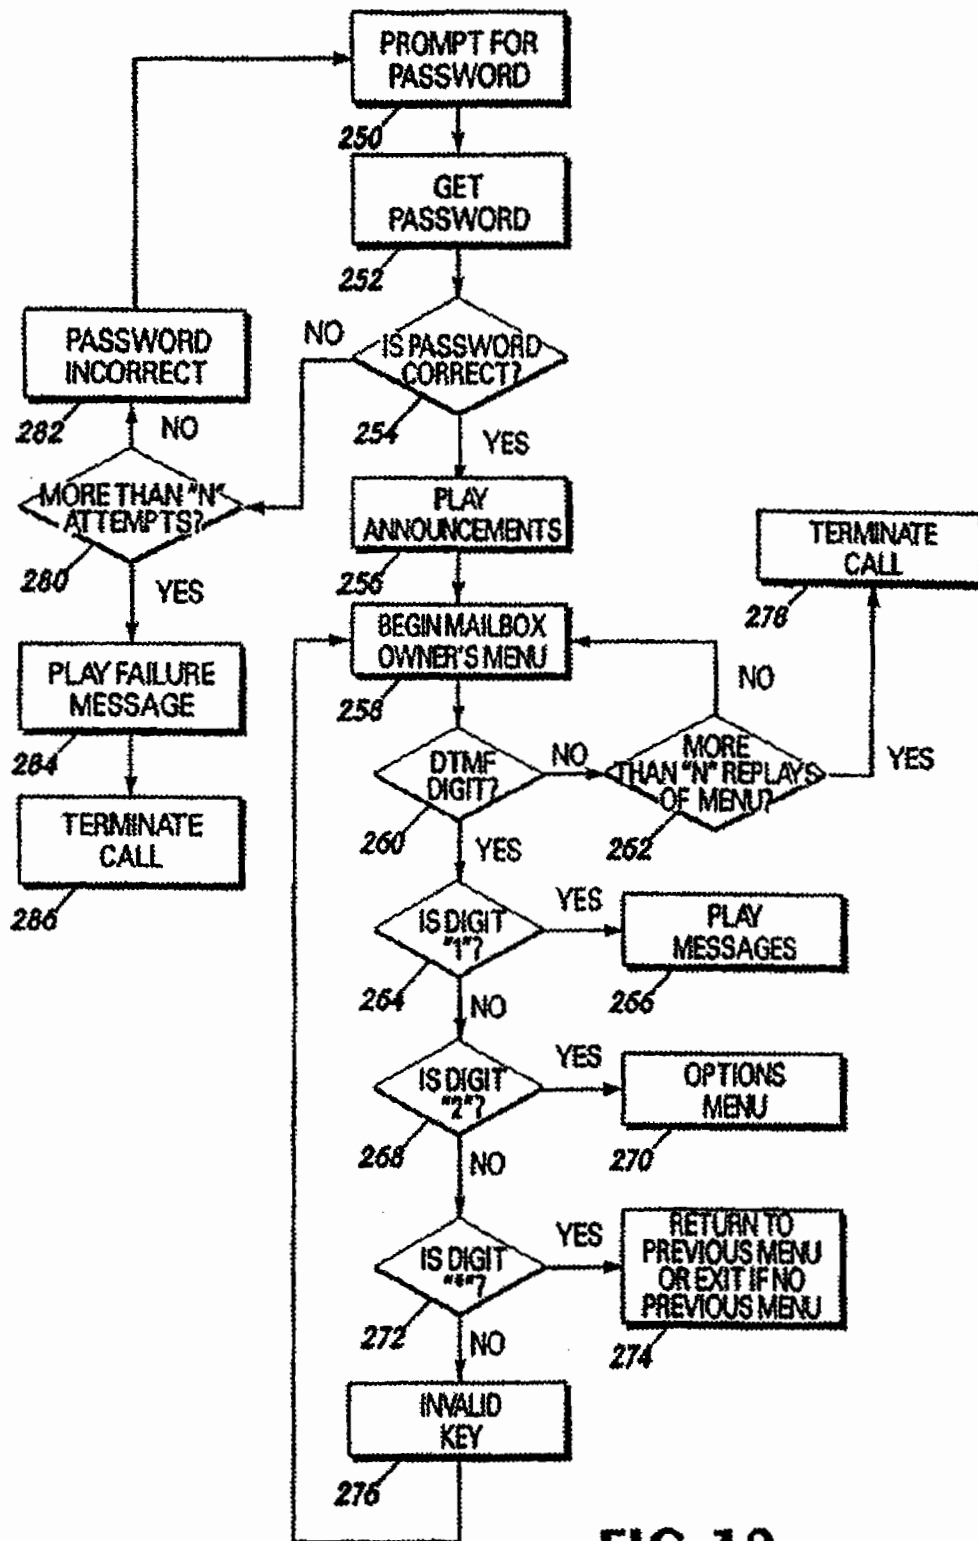 PROMPT FOR
PASSWORD
250
GET
PASSWORD
252
PASSWORD
INCORRECT
282
NO
IS PASSWORD
CORRECT?
254
NO
YES
MORE THAN "N"
ATTEMPTS?
280
YES
PLAY
ANNOUNCEMENTS
256
TERMINATE
CALL
278
PLAY FAILURE
MESSAGE
284
BEGIN MAILBOX
OWNER'S MENU
258
NO
DTMF
DIGIT?
260
NO
YES
MORE
THAN "N" REPLAYS
OF MENU?
262
YES
TERMINATE
CALL
286
IS DIGIT
"1"?
264
YES
NO
PLAY
MESSAGES
266
IS DIGIT
"2"?
268
YES
NO
OPTIONS
MENU
270
IS DIGIT
"*"?
272
YES
NO
RETURN TO
PREVIOUS MENU
OR EXIT IF NO
PREVIOUS MENU
274
INVALID
KEY
276